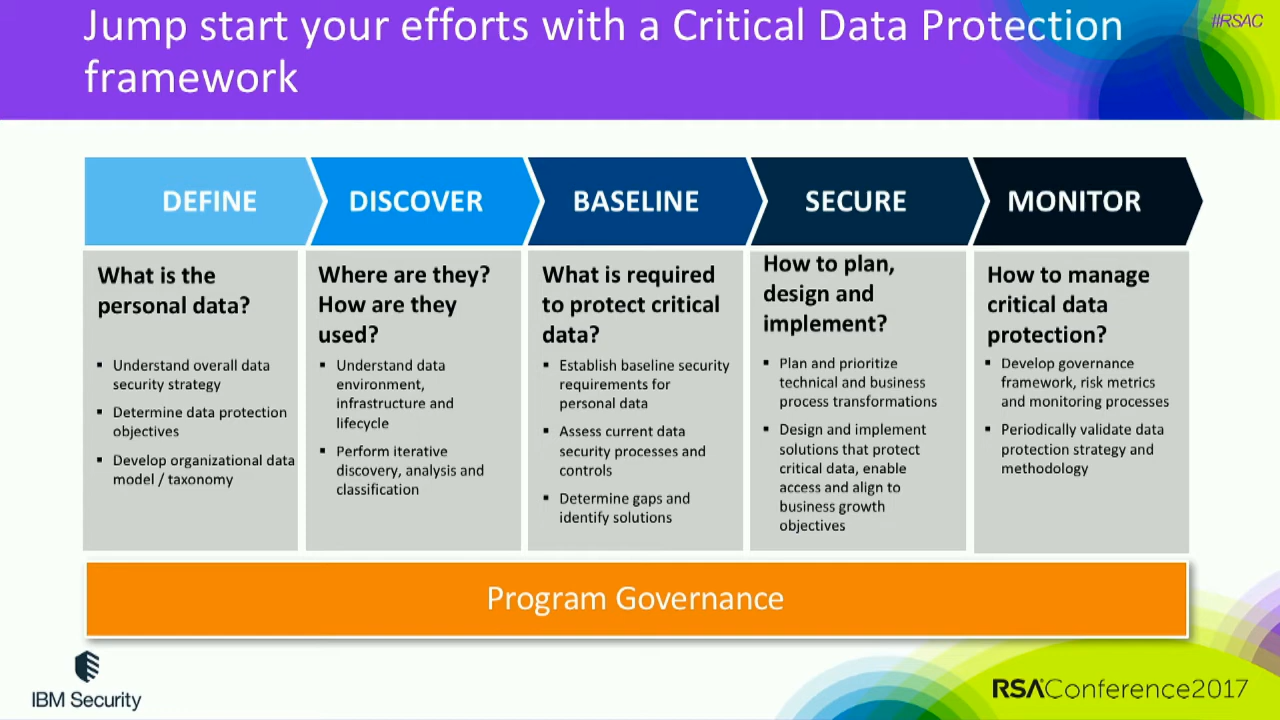 Jump start your efforts with a Critical Data Protection
framework
#RSAC
DEFINE
DISCOVER
BASELINE
SECURE
MONITOR
What is the
personal data?
▪ Understand overall data
security strategy
▪ Determine data protection
objectives
▪ Develop organizational data
model / taxonomy
Where are they?
How are they
used?
▪ Understand data
environment,
infrastructure and
lifecycle
▪ Perform iterative
discovery, analysis and
classification
What is required
to protect critical
data?
▪ Establish baseline security
requirements for
personal data
▪ Assess current data
security processes and
controls
▪ Determine gaps and
identify solutions
How to plan,
design and
implement?
▪ Plan and prioritize
technical and business
process transformations
▪ Design and implement
solutions that protect
critical data, enable
access and align to
business growth
objectives
How to manage
critical data
protection?
▪ Develop governance
framework, risk metrics
and monitoring processes
▪ Periodically validate data
protection strategy and
methodology
Program Governance
IBM Security
RSAConference2017